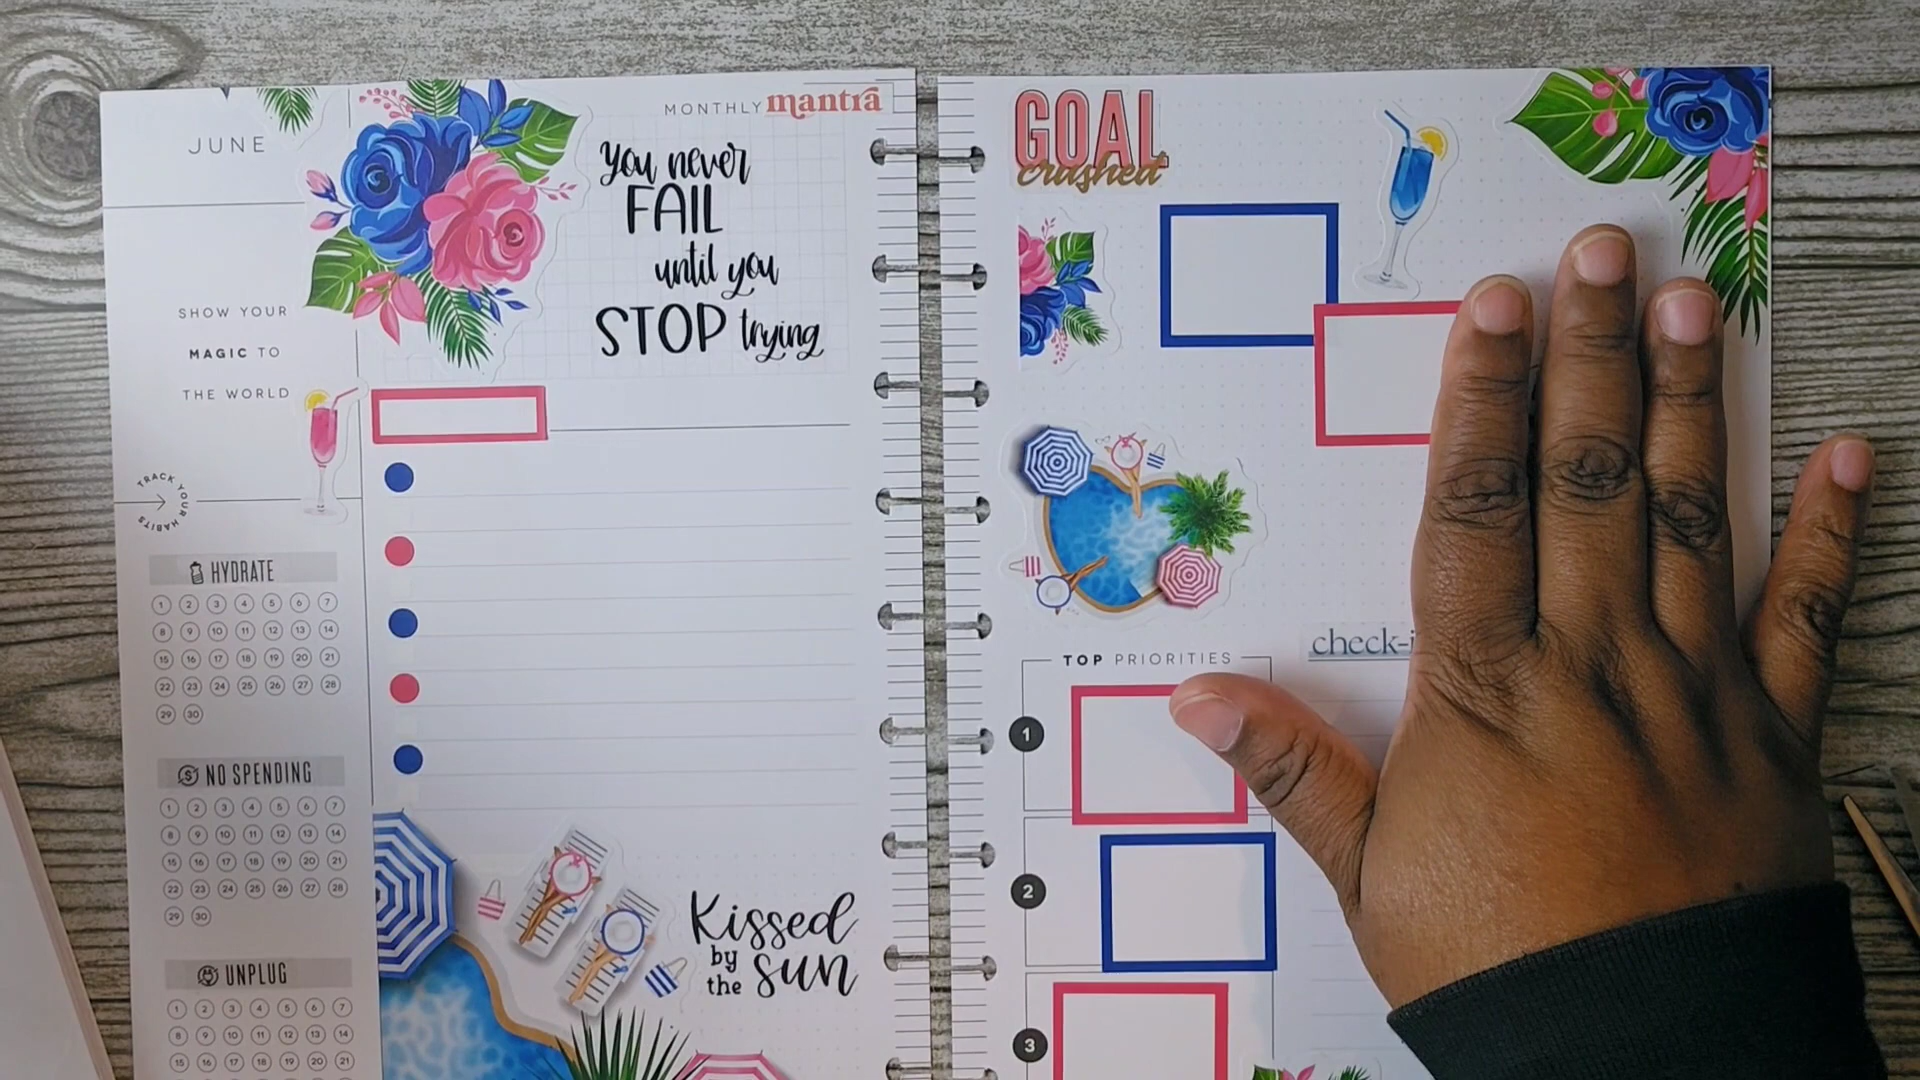 JUNE
SHOW YOUR
MAGIC TO
THE WORLD
TRACK YOUR HABITS
HYDRATE
1 2 3 4 5 6 7
8 9 10 11 12 13 14
15 16 17 18 19 20 21
22 23 24 25 26 27 28
29 30
NO SPENDING
1 2 3 4 5 6 7
8 9 10 11 12 13 14
15 16 17 18 19 20 21
22 23 24 25 26 27 28
29 30
UNPLUG
1 2 3 4 5 6 7
8 9 10 11 12 13 14
15 16 17 18 19 20 21
MONTHLY mantra
you never
FAIL
until you
STOP trying
Kissed
by
the sun
GOAL
crushed
TOP PRIORITIES
1
2
3
check-i